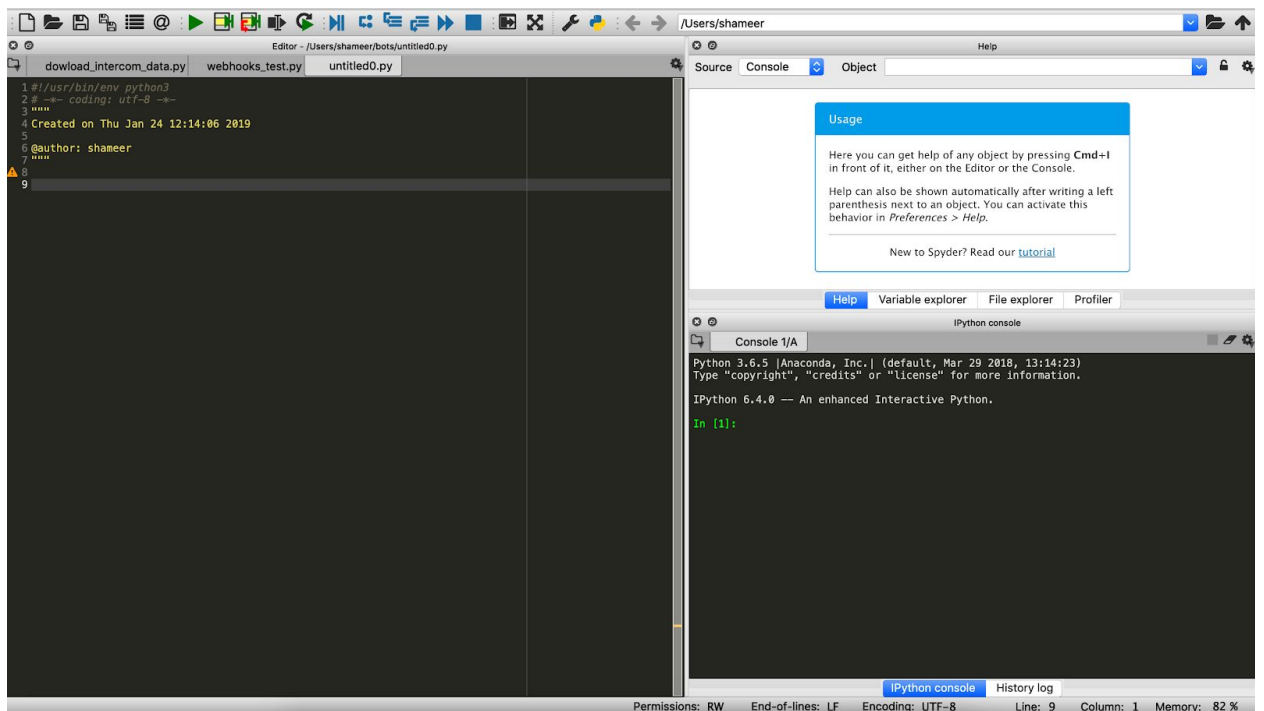 /Users/shameer
Editor - /Users/shameer/bots/untitled0.py
dowload_intercom_data.py webhooks_test.py untitled0.py
1 #!/usr/bin/env python3
2 # -*- coding: utf-8 -*-
3 """
4 Created on Thu Jan 24 12:14:06 2019
5
6 @author: shameer
7 """
8
9
Help
Source Console Object
Usage
Here you can get help of any object by pressing Cmd+I
in front of it, either on the Editor or the Console.
Help can also be shown automatically after writing a left
parenthesis next to an object. You can activate this
behavior in Preferences > Help.
New to Spyder? Read our tutorial
Help Variable explorer File explorer Profiler
IPython console
Console 1/A
Python 3.6.5 |Anaconda, Inc.| (default, Mar 29 2018, 13:14:23)
Type "copyright", "credits" or "license" for more information.
IPython 6.4.0 -- An enhanced Interactive Python.
In [1]:
IPython console History log
Permissions: RW End-of-lines: LF Encoding: UTF-8 Line: 9 Column: 1 Memory: 82 %